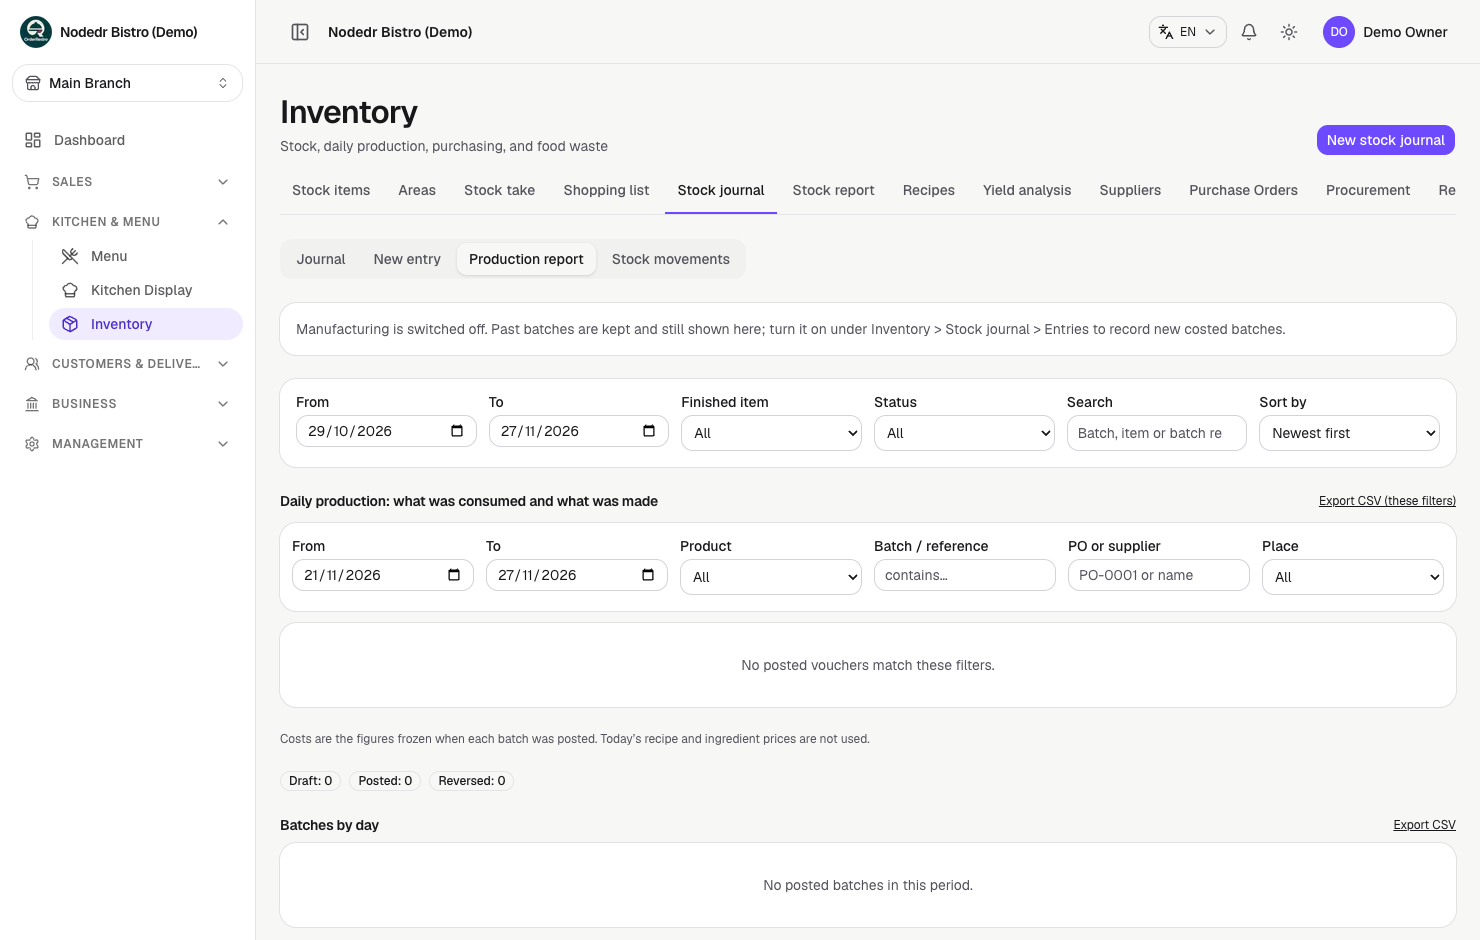 Nodedr Bistro (Demo)
Main Branch
Dashboard
SALES
KITCHEN & MENU
Menu
Kitchen Display
Inventory
CUSTOMERS & DELIVE…
BUSINESS
MANAGEMENT
Nodedr Bistro (Demo)
EN
DO
Demo Owner
Inventory
Stock, daily production, purchasing, and food waste
New stock journal
Stock items Areas Stock take Shopping list Stock journal Stock report Recipes Yield analysis Suppliers Purchase Orders Procurement Re
Journal New entry Production report Stock movements
Manufacturing is switched off. Past batches are kept and still shown here; turn it on under Inventory > Stock journal > Entries to record new costed batches.
From To Finished item Status Search Sort by
29/10/2026 27/11/2026 All All Batch, item or batch re Newest first
Daily production: what was consumed and what was made
Export CSV (these filters)
From To Product Batch / reference PO or supplier Place
21/11/2026 27/11/2026 All contains… PO-0001 or name All
No posted vouchers match these filters.
Costs are the figures frozen when each batch was posted. Today's recipe and ingredient prices are not used.
Draft: 0 Posted: 0 Reversed: 0
Batches by day
Export CSV
No posted batches in this period.